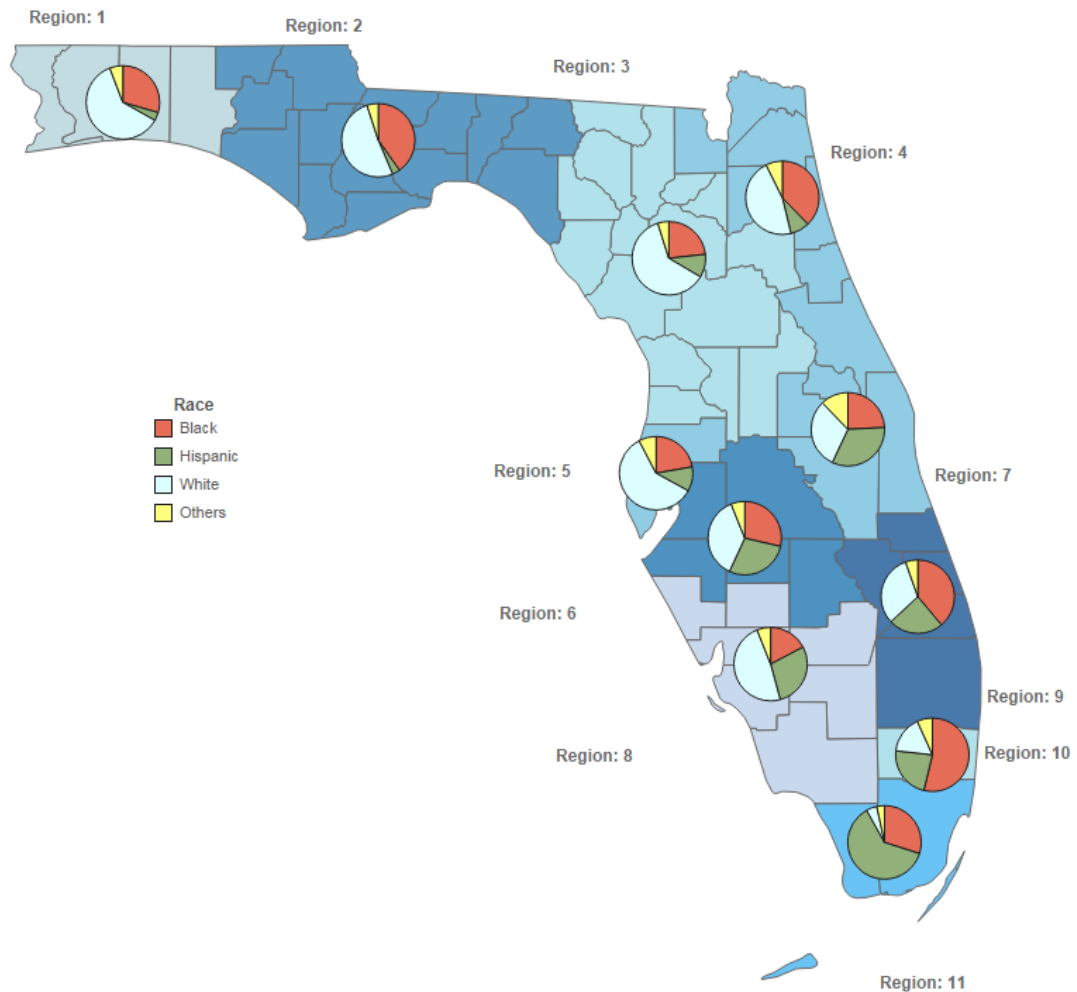 Region: 1
Region: 2
Region: 3
Region: 4
Race
Black
Hispanic
White
Others
Region: 5
Region: 7
Region: 6
Region: 9
Region: 8
Region: 10
Region: 11